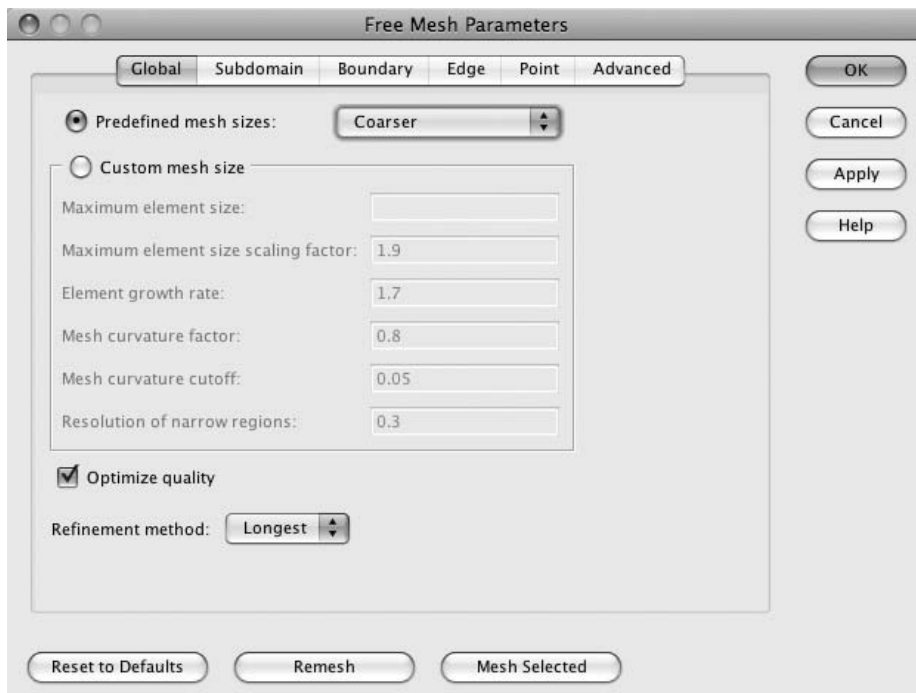 Free Mesh Parameters
Global Subdomain Boundary Edge Point Advanced
OK
Predefined mesh sizes: Coarser
Cancel
Custom mesh size
Apply
Maximum element size:
Help
Maximum element size scaling factor: 1.9
Element growth rate: 1.7
Mesh curvature factor: 0.8
Mesh curvature cutoff: 0.05
Resolution of narrow regions: 0.3
Optimize quality
Refinement method: Longest
Reset to Defaults Remesh Mesh Selected